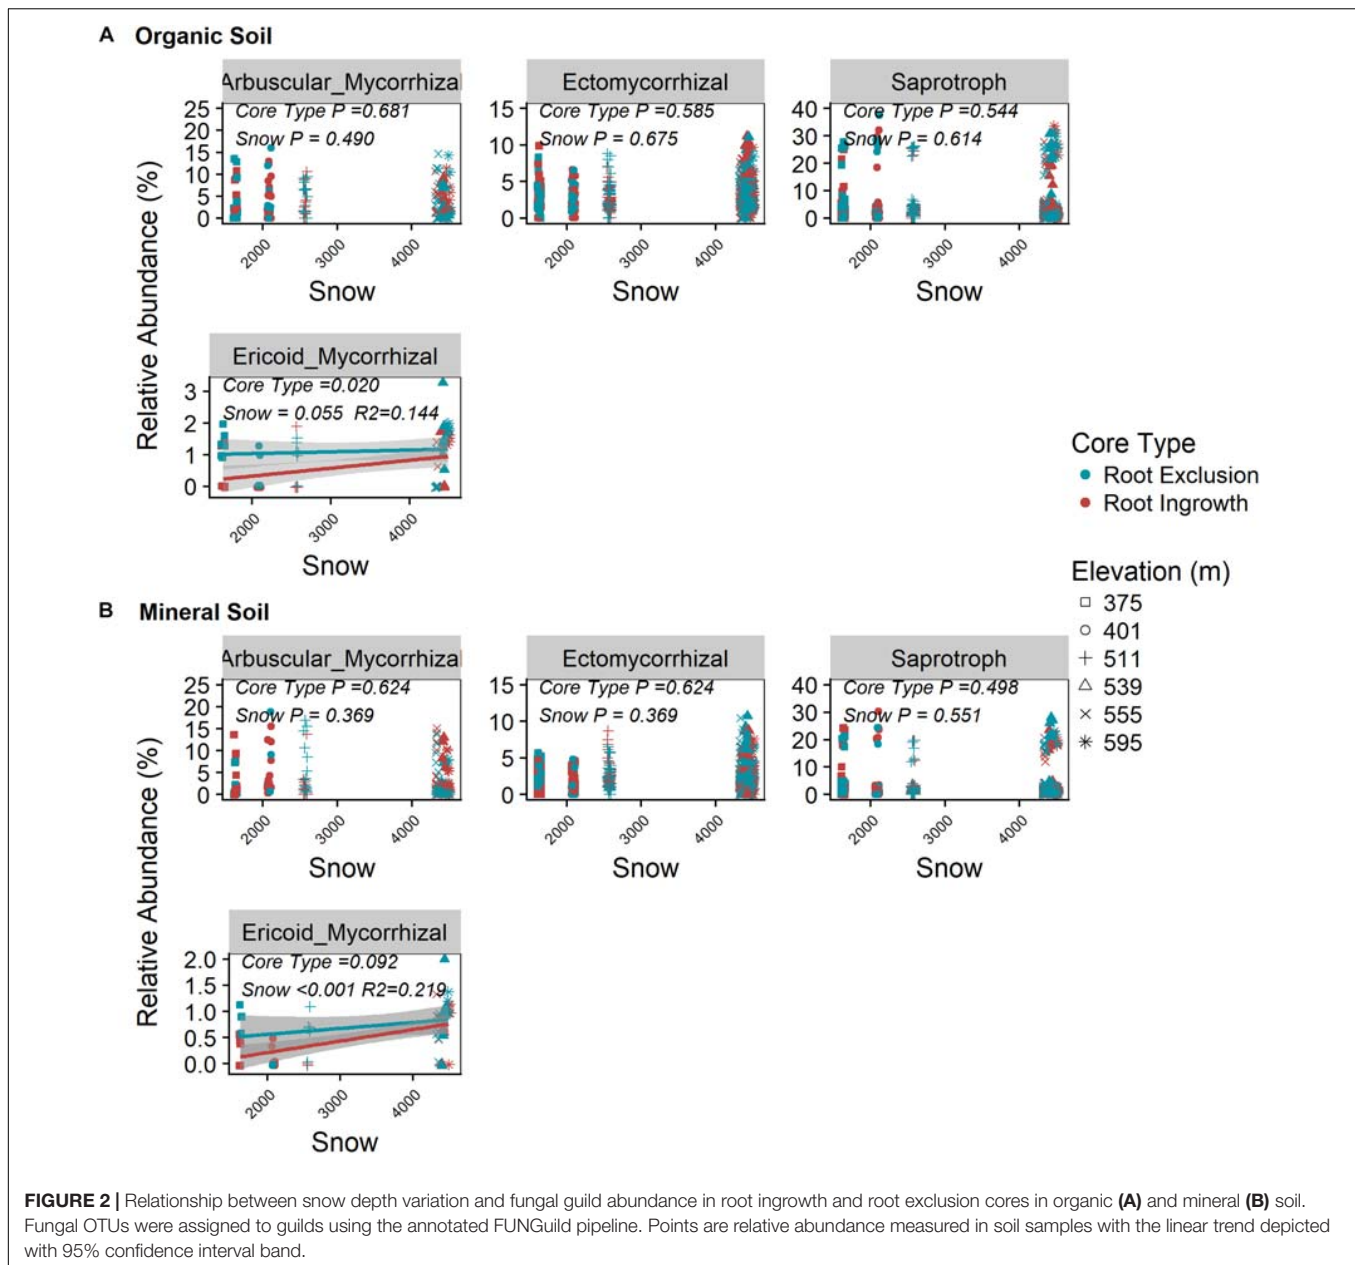 A Organic Soil
Arbuscular_Mycorrhizal
Ectomycorrhizal
Saprotroph
Core Type P =0.681
Snow P = 0.490
Core Type P =0.585
Snow P = 0.675
Core Type P =0.544
Snow P = 0.614
25
20
15
10
5
0
15
10
5
0
40
30
20
10
0
2000
3000
4000
2000
3000
4000
2000
3000
4000
Snow
Snow
Snow
Relative Abundance (%)
Ericoid_Mycorrhizal
Core Type =0.020
Snow = 0.055 R2=0.144
3
2
1
0
2000
3000
4000
Snow
Core Type
Root Exclusion
Root Ingrowth
Elevation (m)
375
401
511
539
555
595
B Mineral Soil
Arbuscular_Mycorrhizal
Ectomycorrhizal
Saprotroph
Core Type P =0.624
Snow P = 0.369
Core Type P =0.624
Snow P = 0.369
Core Type P =0.498
Snow P = 0.551
25
20
15
10
5
0
15
10
5
0
40
30
20
10
0
2000
3000
4000
2000
3000
4000
2000
3000
4000
Snow
Snow
Snow
Relative Abundance (%)
Ericoid_Mycorrhizal
Core Type =0.092
Snow <0.001 R2=0.219
2.0
1.5
1.0
0.5
0.0
2000
3000
4000
Snow
FIGURE 2 | Relationship between snow depth variation and fungal guild abundance in root ingrowth and root exclusion cores in organic (A) and mineral (B) soil.
Fungal OTUs were assigned to guilds using the annotated FUNGuild pipeline. Points are relative abundance measured in soil samples with the linear trend depicted
with 95% confidence interval band.